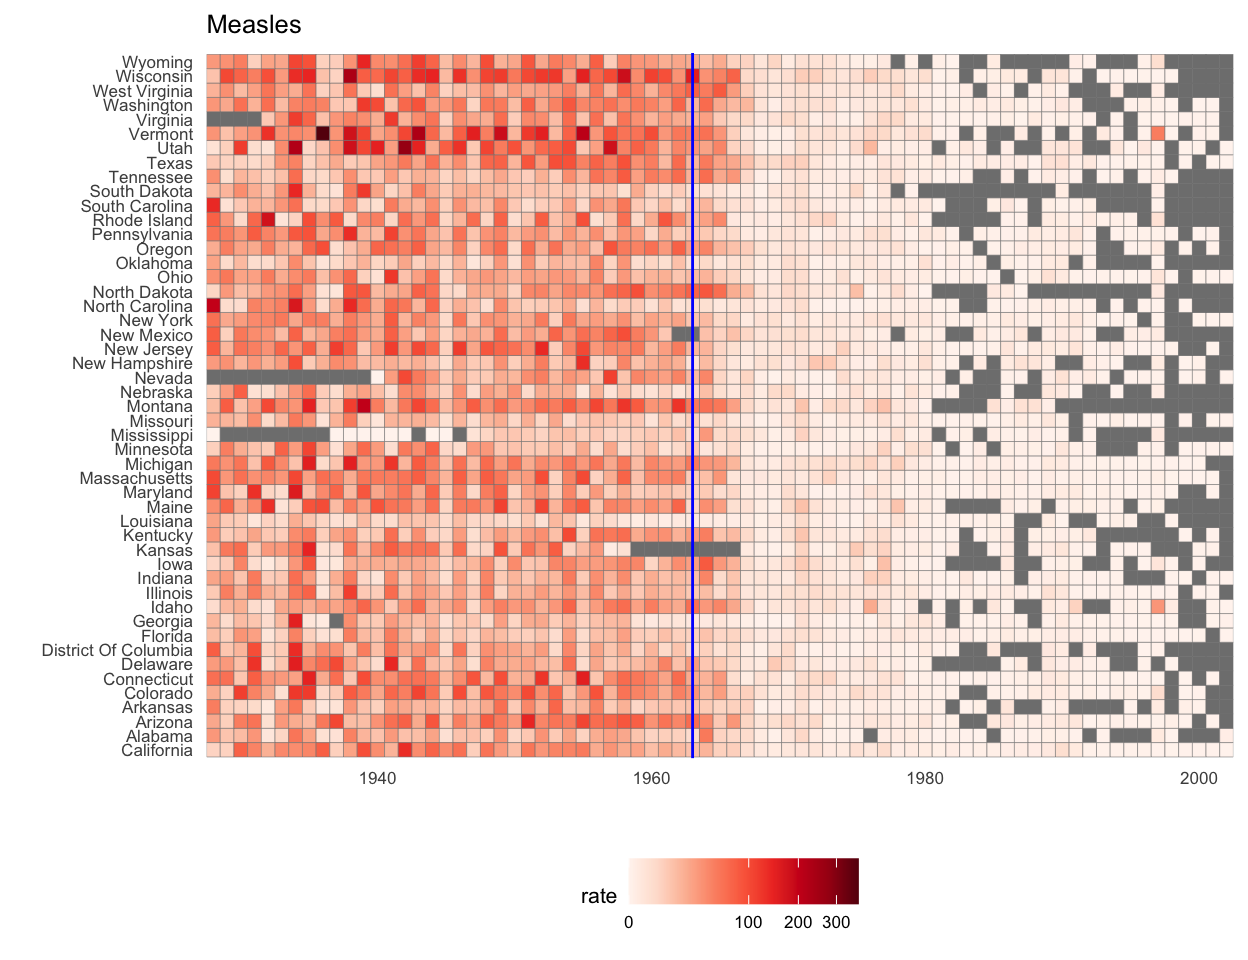 Measles
Wyoming
Wisconsin
West Virginia
Washington
Virginia
Vermont
Utah
Texas
Tennessee
South Dakota
South Carolina
Rhode Island
Pennsylvania
Oregon
Oklahoma
Ohio
North Dakota
North Carolina
New York
New Mexico
New Jersey
New Hampshire
Nevada
Nebraska
Montana
Missouri
Mississippi
Minnesota
Michigan
Massachusetts
Maryland
Maine
Louisiana
Kentucky
Kansas
Iowa
Indiana
Illinois
Idaho
Georgia
Florida
District Of Columbia
Delaware
Connecticut
Colorado
Arkansas
Arizona
Alabama
California
1940 1960 1980 2000
rate
0 100 200 300